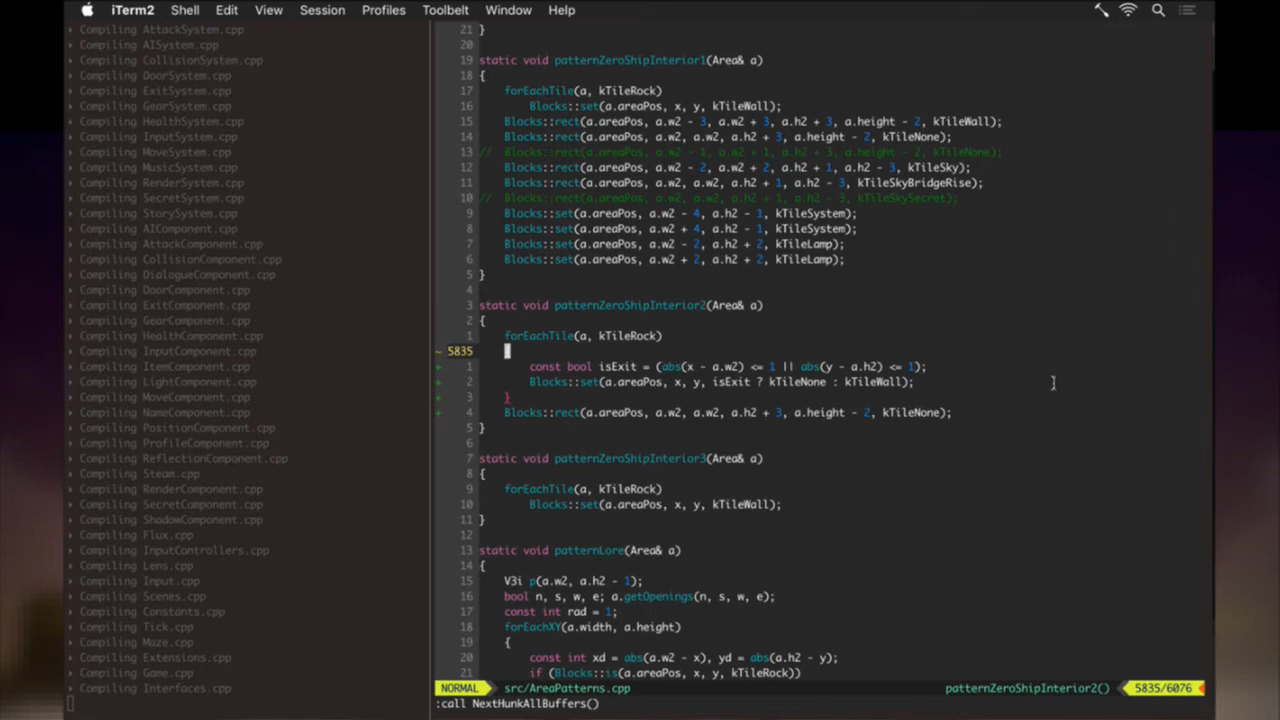 iTerm2 Shell Edit View Session Profiles Toolbelt Window Help
Compiling AttackSystem.cpp
Compiling AISystem.cpp
Compiling CollisionSystem.cpp
Compiling DoorSystem.cpp
Compiling ExitSystem.cpp
Compiling GearSystem.cpp
Compiling HealthSystem.cpp
Compiling InputSystem.cpp
Compiling MoveSystem.cpp
Compiling MusicSystem.cpp
Compiling RenderSystem.cpp
Compiling SecretSystem.cpp
Compiling StorySystem.cpp
Compiling AIComponent.cpp
Compiling AttackComponent.cpp
Compiling CollisionComponent.cpp
Compiling DialogueComponent.cpp
Compiling DoorComponent.cpp
Compiling ExitComponent.cpp
Compiling GearComponent.cpp
Compiling HealthComponent.cpp
Compiling InputComponent.cpp
Compiling ItemComponent.cpp
Compiling LightComponent.cpp
Compiling MoveComponent.cpp
Compiling NameComponent.cpp
Compiling PositionComponent.cpp
Compiling ProfileComponent.cpp
Compiling ReflectionComponent.cpp
Compiling Steam.cpp
Compiling RenderComponent.cpp
Compiling SecretComponent.cpp
Compiling ShadowComponent.cpp
Compiling Flux.cpp
Compiling InputControllers.cpp
Compiling Lens.cpp
Compiling Input.cpp
Compiling Scenes.cpp
Compiling Constants.cpp
Compiling Tick.cpp
Compiling Maze.cpp
Compiling Extensions.cpp
Compiling Game.cpp
Compiling Interfaces.cpp
21 }
20
19 static void patternZeroShipInterior1(Area& a)
18 {
17 forEachTile(a, kTileRock)
16 Blocks::set(a.areaPos, x, y, kTileWall);
15 Blocks::rect(a.areaPos, a.w2 - 3, a.w2 + 3, a.h2 + 3, a.height - 2, kTileWall);
14 Blocks::rect(a.areaPos, a.w2, a.w2, a.h2 + 3, a.height - 2, kTileNone);
13 // Blocks::rect(a.areaPos, a.w2 - 1, a.w2 + 1, a.h2 + 3, a.height - 2, kTileNone);
12 Blocks::rect(a.areaPos, a.w2 - 2, a.w2 + 2, a.h2 + 1, a.h2 - 3, kTileSky);
11 Blocks::rect(a.areaPos, a.w2, a.w2, a.h2 + 1, a.h2 - 3, kTileSkyBridgeRise);
10 // Blocks::rect(a.areaPos, a.w2, a.w2, a.h2 + 1, a.h2 - 3, kTileSkySecret);
9 Blocks::set(a.areaPos, a.w2 - 4, a.h2 - 1, kTileSystem);
8 Blocks::set(a.areaPos, a.w2 + 4, a.h2 - 1, kTileSystem);
7 Blocks::set(a.areaPos, a.w2 - 2, a.h2 + 2, kTileLamp);
6 Blocks::set(a.areaPos, a.w2 + 2, a.h2 + 2, kTileLamp);
5 }
4
3 static void patternZeroShipInterior2(Area& a)
2 {
1 forEachTile(a, kTileRock)
~ 5835
+ 1 const bool isExit = (abs(x - a.w2) <= 1 || abs(y - a.h2) <= 1);
+ 2 Blocks::set(a.areaPos, x, y, isExit ? kTileNone : kTileWall);
+ 3 }
+ 4 Blocks::rect(a.areaPos, a.w2, a.w2, a.h2 + 3, a.height - 2, kTileNone);
5 }
6
7 static void patternZeroShipInterior3(Area& a)
8 {
9 forEachTile(a, kTileRock)
10 Blocks::set(a.areaPos, x, y, kTileWall);
11 }
12
13 static void patternLore(Area& a)
14 {
15 V3i p(a.w2, a.h2 - 1);
16 bool n, s, w, e; a.getOpenings(n, s, w, e);
17 const int rad = 1;
18 forEachXY(a.width, a.height)
19 {
20 const int xd = abs(a.w2 - x), yd = abs(a.h2 - y);
21 if (Blocks::is(a.areaPos, x, y, kTileRock))
NORMAL src/AreaPatterns.cpp patternZeroShipInterior2() 5835/6076
:call NextHunkAllBuffers()